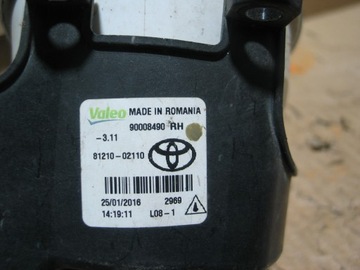 Valeo MADE IN ROMANIA
90008490 RH
-3.11
81210-02110
25/01/2016 2969
14:19:11 L08-1